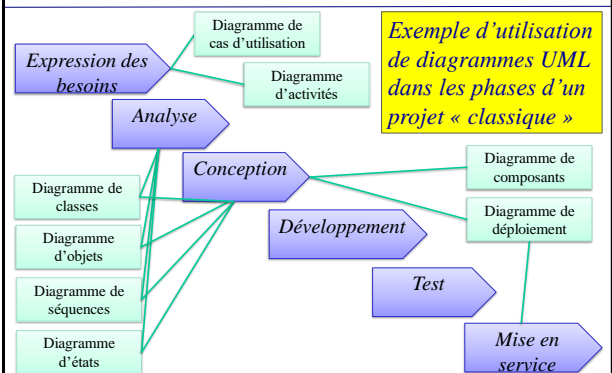 Diagramme de
cas d'utilisation
Exemple d'utilisation
de diagrammes UML
dans les phases d'un
projet « classique »
Expression des
besoins
Diagramme
d'activités
Analyse
Conception
Diagramme de
composants
Diagramme de
classes
Diagramme de
déploiement
Développement
Diagramme
d'objets
Test
Diagramme de
séquences
Mise en
service
Diagramme
d'états